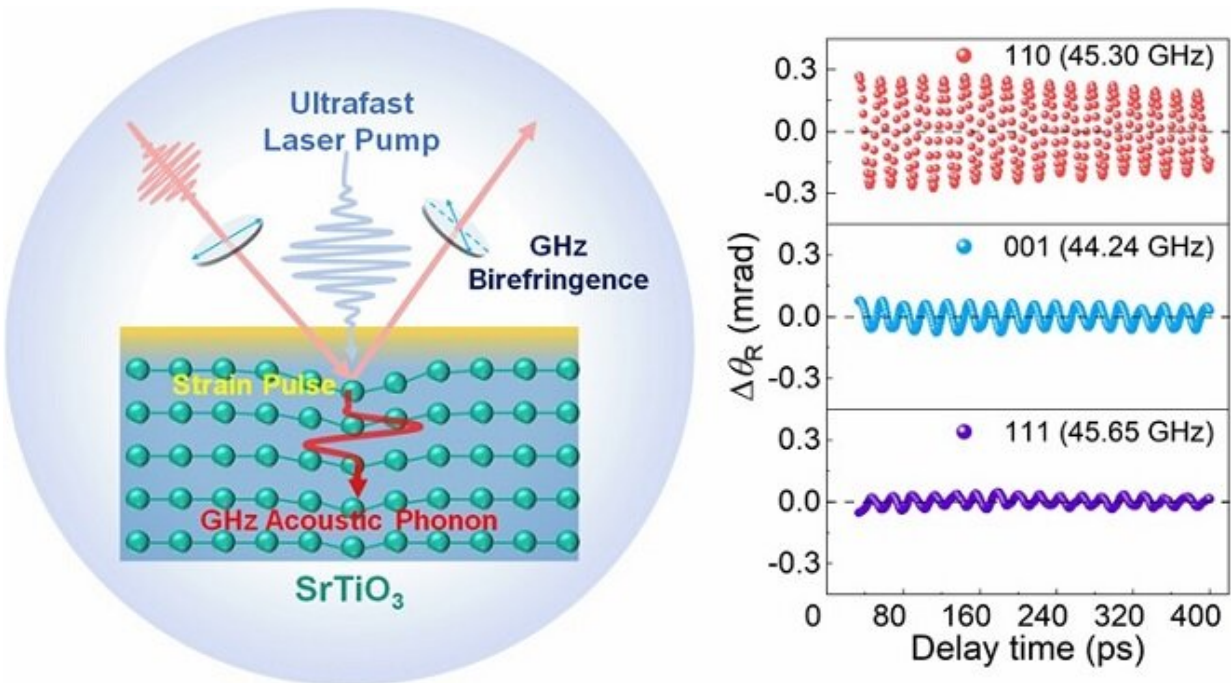 Ultrafast
Laser Pump
GHz
Birefringence
Strain Pulse
GHz Acoustic Phonon
SrTiO₃
110 (45.30 GHz)
0.3
0.0
-0.3
001 (44.24 GHz)
0.3
0.0
-0.3
111 (45.65 GHz)
0.3
0.0
-0.3
Δθ_R (mrad)
0 80 160 240 320 400
Delay time (ps)